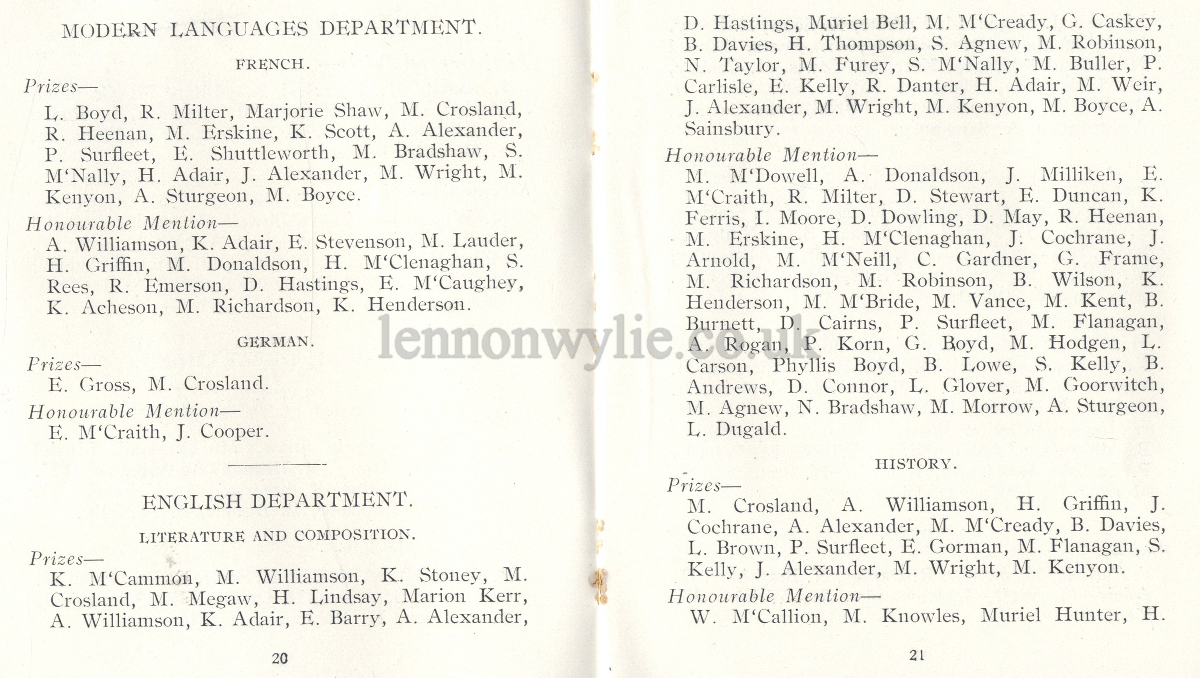 MODERN LANGUAGES DEPARTMENT.
FRENCH.
Prizes—
L. Boyd, R. Milter, Marjorie Shaw, M. Crosland,
R. Heenan, M. Erskine, K. Scott, A. Alexander,
P. Surfleet, E. Shuttleworth, M. Bradshaw, S.
M‘Nally, H. Adair, J. Alexander, M. Wright, M.
Kenyon, A. Sturgeon, M. Boyce.
Honourable Mention—
A. Williamson, K. Adair, E. Stevenson, M. Lauder,
H. Griffin, M. Donaldson, H. M‘Clenaghan, S.
Rees, R. Emerson, D. Hastings, E. M‘Caughey,
K. Acheson, M. Richardson, K. Henderson.
GERMAN.
Prizes—
E. Gross, M. Crosland.
Honourable Mention—
E. M‘Craith, J. Cooper.
ENGLISH DEPARTMENT.
LITERATURE AND COMPOSITION.
Prizes—
K. M‘Cammon, M. Williamson, K. Stoney, M.
Crosland, M. Megaw, H. Lindsay, Marion Kerr,
A. Williamson, K. Adair, E. Barry, A. Alexander,
20
D. Hastings, Muriel Bell, M. M‘Cready, G. Caskey,
B. Davies, H. Thompson, S. Agnew, M. Robinson,
N. Taylor, M. Furey, S. M‘Nally, M. Buller, P.
Carlisle, E. Kelly, R. Danter, H. Adair, M. Weir,
J. Alexander, M. Wright, M. Kenyon, M. Boyce, A.
Sainsbury.
Honourable Mention—
M. M‘Dowell, A. Donaldson, J. Milliken, E.
M‘Craith, R. Milter, D. Stewart, E. Duncan, K.
Ferris, I. Moore, D. Dowling, D. May, R. Heenan,
M. Erskine, H. M‘Clenaghan, J. Cochrane, J.
Arnold, M. M‘Neill, C. Gardner, G. Frame,
M. Richardson, M. Robinson, B. Wilson, K.
Henderson, M. M‘Bride, M. Vance, M. Kent, B.
Burnett, D. Cairns, P. Surfleet, M. Flanagan,
A. Rogan, P. Korn, G. Boyd, M. Hodgen, L.
Carson, Phyllis Boyd, B. Lowe, S. Kelly, B.
Andrews, D. Connor, L. Glover, M. Goorwitch,
M. Agnew, N. Bradshaw, M. Morrow, A. Sturgeon,
L. Dugald.
HISTORY.
Prizes—
M. Crosland, A. Williamson, H. Griffin, J.
Cochrane, A. Alexander, M. M‘Cready, B. Davies,
L. Brown, P. Surfleet, E. Gorman, M. Flanagan, S.
Kelly, J. Alexander, M. Wright, M. Kenyon.
Honourable Mention—
W. M‘Callion, M. Knowles, Muriel Hunter, H.
21
lennonwylie.co.uk